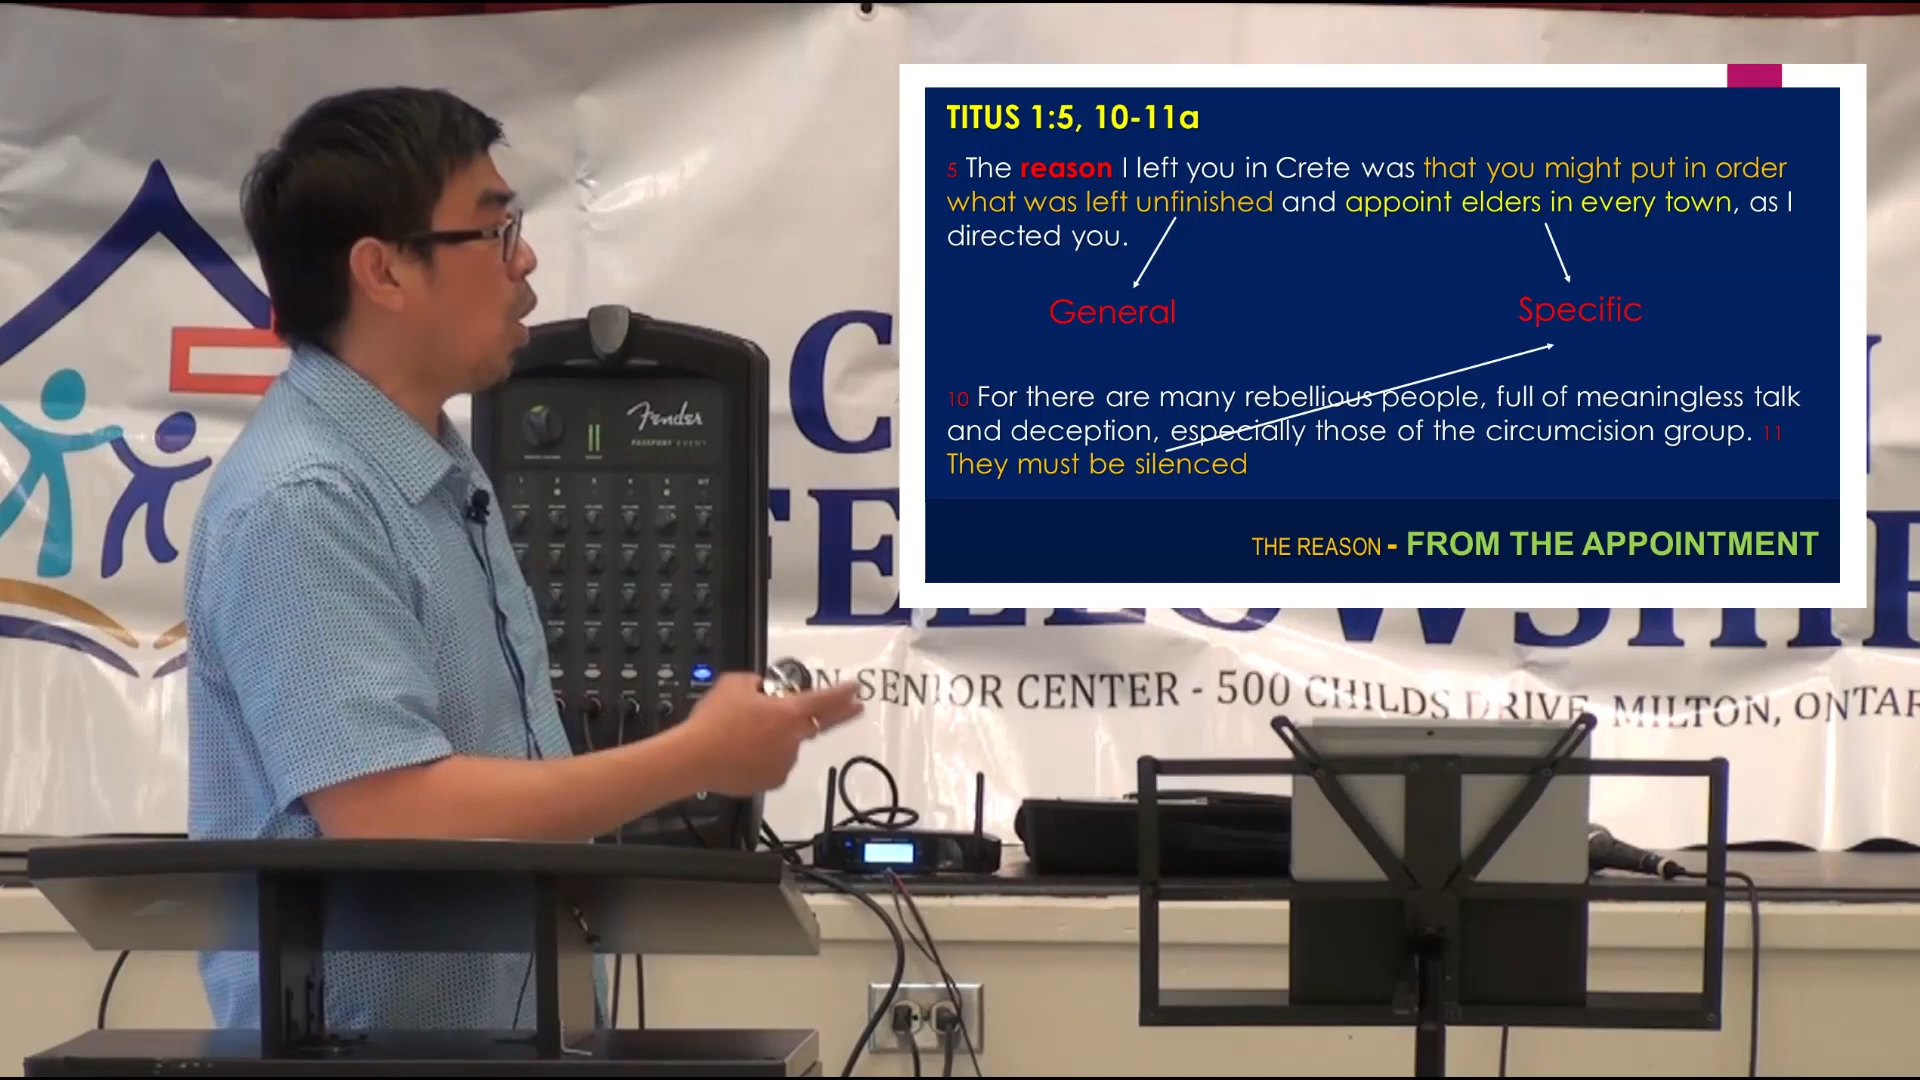 TITUS 1:5, 10-11a
5 The reason I left you in Crete was that you might put in order
what was left unfinished and appoint elders in every town, as I
directed you.
General
Specific
10 For there are many rebellious people, full of meaningless talk
and deception, especially those of the circumcision group. 11
They must be silenced
THE REASON - FROM THE APPOINTMENT
Fender
PASSPORT EVENT
C
FELLOWSHIP
N SENIOR CENTER - 500 CHILDS DRIVE, MILTON, ONTAR